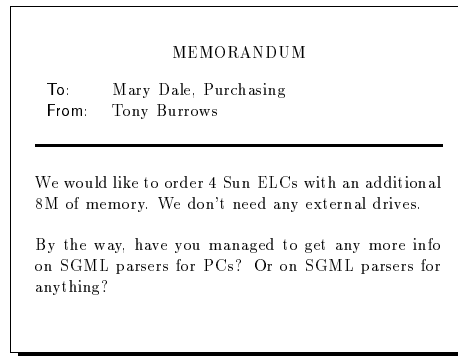 MEMORANDUM
To: Mary Dale, Purchasing
From: Tony Burrows
We would like to order 4 Sun ELCs with an additional
8M of memory. We don't need any external drives.
By the way, have you managed to get any more info
on SGML parsers for PCs? Or on SGML parsers for
anything?